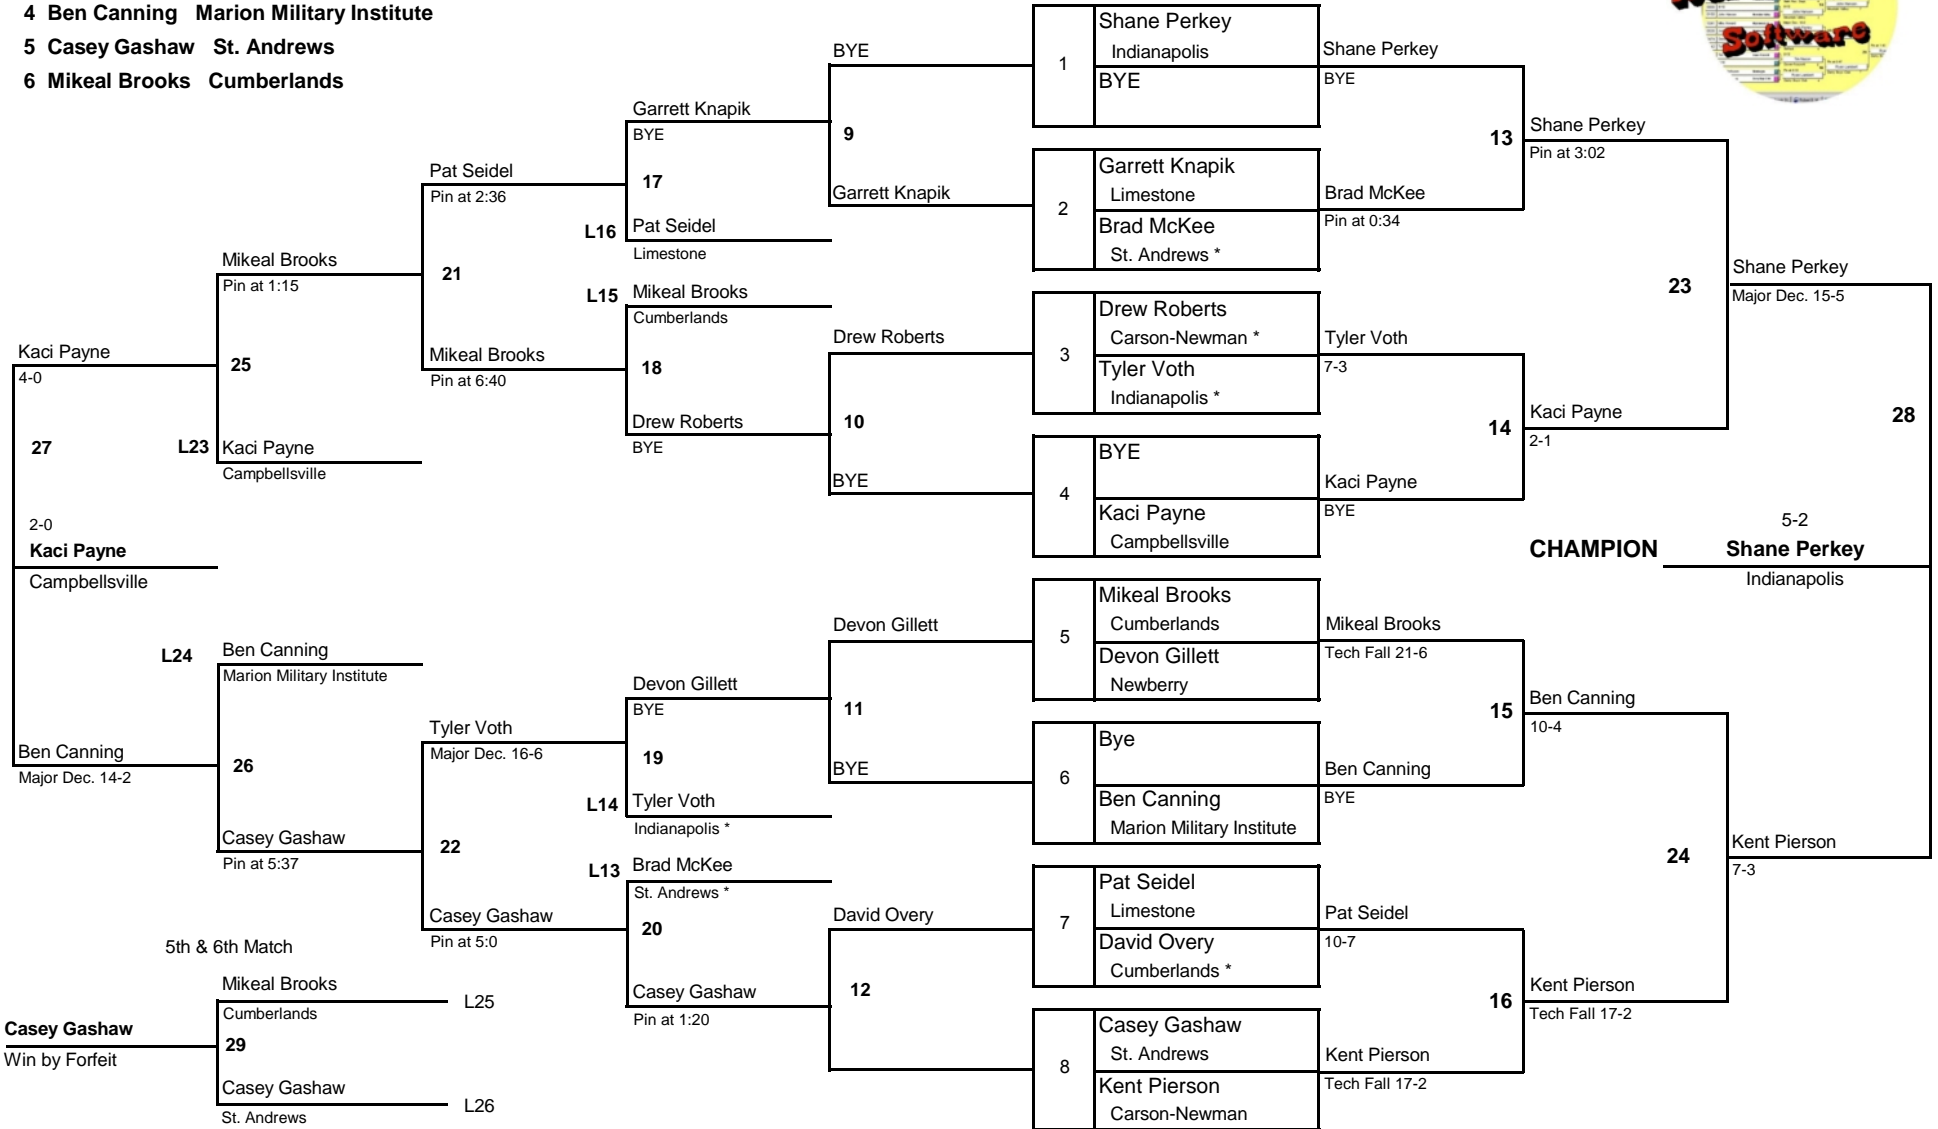 4 Ben Canning Marion Military Institute
5 Casey Gashaw St. Andrews
6 Mikeal Brooks Cumberlands
Software
Kaci Payne
4-0
27
2-0
Kaci Payne
Campbellsville
Ben Canning
Major Dec. 14-2
5th & 6th Match
Casey Gashaw
Win by Forfeit
Mikeal Brooks
Pin at 1:15
25
L23 Kaci Payne
Campbellsville
L24 Ben Canning
Marion Military Institute
26
Casey Gashaw
Pin at 5:37
Mikeal Brooks
L25
Cumberlands
29
Casey Gashaw
L26
St. Andrews
Pat Seidel
Pin at 2:36
21
Mikeal Brooks
Pin at 6:40
Tyler Voth
Major Dec. 16-6
22
Casey Gashaw
Pin at 5:0
Garrett Knapik
BYE
17
L16 Pat Seidel
Limestone
L15 Mikeal Brooks
Cumberlands
18
Drew Roberts
BYE
Devon Gillett
BYE
19
L14 Tyler Voth
Indianapolis *
L13 Brad McKee
St. Andrews *
20
Casey Gashaw
Pin at 1:20
BYE
9
Garrett Knapik
Drew Roberts
10
BYE
Devon Gillett
11
BYE
David Overy
12
1
Shane Perkey
Indianapolis
BYE
2
Garrett Knapik
Limestone
Brad McKee
St. Andrews *
3
Drew Roberts
Carson-Newman *
Tyler Voth
Indianapolis *
4
BYE
Kaci Payne
Campbellsville
5
Mikeal Brooks
Cumberlands
Devon Gillett
Newberry
6
Bye
Ben Canning
Marion Military Institute
7
Pat Seidel
Limestone
David Overy
Cumberlands *
8
Casey Gashaw
St. Andrews
Kent Pierson
Carson-Newman
Shane Perkey
BYE
13
Brad McKee
Pin at 0:34
Tyler Voth
7-3
14
Kaci Payne
BYE
Mikeal Brooks
Tech Fall 21-6
15
Ben Canning
BYE
Pat Seidel
10-7
16
Kent Pierson
Tech Fall 17-2
Shane Perkey
Pin at 3:02
23
Kaci Payne
2-1
Ben Canning
10-4
24
Kent Pierson
Tech Fall 17-2
Shane Perkey
Major Dec. 15-5
28
5-2
CHAMPION Shane Perkey
Indianapolis
Kent Pierson
7-3